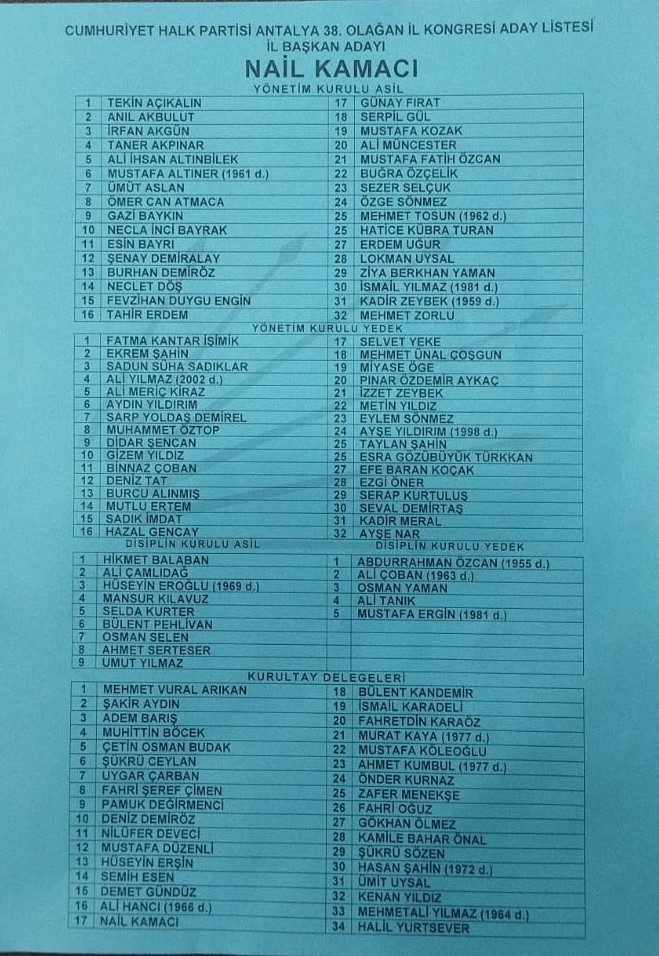 CUMHURİYET HALK PARTİSİ ANTALYA 38. OLAĞAN İL KONGRESİ ADAY LİSTESİ
İL BAŞKAN ADAYI
NAİL KAMACI
YÖNETİM KURULU ASİL
1 TEKİN AÇIKALIN 17 GÜNAY FIRAT
2 ANIL AKBULUT 18 SERPİL GÜL
3 İRFAN AKGÜN 19 MUSTAFA KOZAK
4 TANER AKPINAR 20 ALİ MÜNCESTER
5 ALİ İHSAN ALTINBİLEK 21 MUSTAFA FATİH ÖZCAN
6 MUSTAFA ALTINER (1961 d.) 22 BUĞRA ÖZÇELİK
7 ÜMÜT ASLAN 23 SEZER SELÇUK
8 ÖMER CAN ATMACA 24 ÖZGE SÖNMEZ
9 GAZİ BAYKIN 25 MEHMET TOSUN (1962 d.)
10 NECLA İNCİ BAYRAK 25 HATİCE KÜBRA TURAN
11 ESİN BAYRI 27 ERDEM UĞUR
12 ŞENAY DEMİRALAY 28 LOKMAN UYSAL
13 BURHAN DEMİRÖZ 29 ZİYA BERKHAN YAMAN
14 NECLET DÖŞ 30 İSMAİL YILMAZ (1981 d.)
15 FEVZİHAN DUYGU ENGİN 31 KADİR ZEYBEK (1959 d.)
16 TAHİR ERDEM 32 MEHMET ZORLU
YÖNETİM KURULU YEDEK
1 FATMA KANTAR İŞİMİK 17 SELVET YEKE
2 EKREM ŞAHİN 18 MEHMET ÜNAL ÇOŞGUN
3 SADUN SÜHA SADIKLAR 19 MİYASE ÖGE
4 ALİ YILMAZ (2002 d.) 20 PINAR ÖZDEMİR AYKAÇ
5 ALİ MERİÇ KİRAZ 21 İZZET ZEYBEK
6 AYDIN YILDIRIM 22 METİN YILDIZ
7 SARP YOLDAŞ DEMİREL 23 EYLEM SÖNMEZ
8 MUHAMMET ÖZTOP 24 AYŞE YILDIRIM (1998 d.)
9 DİDAR ŞENCAN 25 TAYLAN ŞAHİN
10 GİZEM YILDIZ 25 ESRA GÖZÜBÜYÜK TÜRKKAN
11 BİNNAZ ÇOBAN 27 EFE BARAN KOÇAK
12 DENİZ TAT 28 EZGİ ÖNER
13 BURCU ALINMIŞ 29 SERAP KURTULUŞ
14 MUTLU ERTEM 30 SEVAL DEMİRTAŞ
15 SADIK İMDAT 31 KADİR MERAL
16 HAZAL GENCAY 32 AYŞE NAR
DİSİPLİN KURULU ASİL DİSİPLİN KURULU YEDEK
1 HİKMET BALABAN 1 ABDURRAHMAN ÖZCAN (1955 d.)
2 ALİ ÇAMLIDAĞ 2 ALİ ÇOBAN (1963 d.)
3 HÜSEYİN EROĞLU (1969 d.) 3 OSMAN YAMAN
4 MANSUR KILAVUZ 4 ALİ TANIK
5 SELDA KURTER 5 MUSTAFA ERGİN (1981 d.)
6 BÜLENT PEHLİVAN
7 OSMAN SELEN
8 AHMET SERTESER
9 UMUT YILMAZ
KURULTAY DELEGELERİ
1 MEHMET VURAL ARIKAN 18 BÜLENT KANDEMİR
2 ŞAKİR AYDIN 19 İSMAİL KARADELİ
3 ADEM BARIŞ 20 FAHRETDİN KARAÖZ
4 MUHİTTİN BÖCEK 21 MURAT KAYA (1977 d.)
5 ÇETİN OSMAN BUDAK 22 MUSTAFA KÖLEOĞLU
6 ŞÜKRÜ CEYLAN 23 AHMET KUMBUL (1977 d.)
7 UYGAR ÇARBAN 24 ÖNDER KURNAZ
8 FAHRİ ŞEREF ÇİMEN 25 ZAFER MENEKŞE
9 PAMUK DEĞİRMENCİ 26 FAHRİ OĞUZ
10 DENİZ DEMİRÖZ 27 GÖKHAN ÖLMEZ
11 NİLÜFER DEVECİ 28 KAMİLE BAHAR ÖNAL
12 MUSTAFA DÜZENLİ 29 ŞÜKRÜ SÖZEN
13 HÜSEYİN ERŞİN 30 HASAN ŞAHİN (1972 d.)
14 SEMİH ESEN 31 ÜMİT UYSAL
15 DEMET GÜNDÜZ 32 KENAN YILDIZ
16 ALİ HANCI (1966 d.) 33 MEHMETALİ YILMAZ (1964 d.)
17 NAİL KAMACI 34 HALİL YURTSEVER